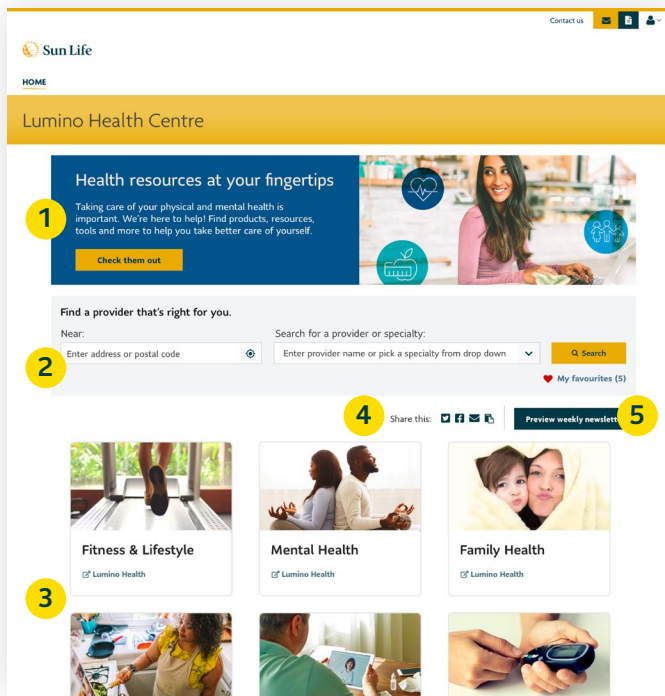 Contact us
Sun Life
HOME
Lumino Health Centre
Health resources at your fingertips
1
Taking care of your physical and mental health is
important. We're here to help! Find products, resources,
tools and more to help you take better care of yourself.
Check them out
Find a provider that's right for you.
Near:
Search for a provider or specialty:
2
Enter address or postal code
Enter provider name or pick a specialty from drop down
Search
My favourites (5)
4
Share this:
Preview weekly
5
Fitness & Lifestyle
Mental Health
Family Health
Lumino Health
Lumino Health
Lumino Health
3